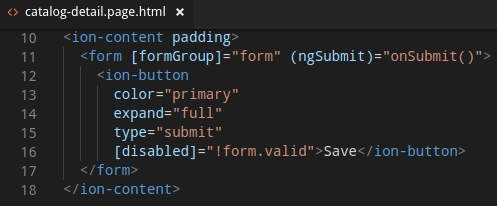 <> catalog-detail.page.html ×
10 <ion-content padding>
11 <form [formGroup]="form" (ngSubmit)="onSubmit()">
12 <ion-button
13 color="primary"
14 expand="full"
15 type="submit"
16 [disabled]="!form.valid">Save</ion-button>
17 </form>
18 </ion-content>